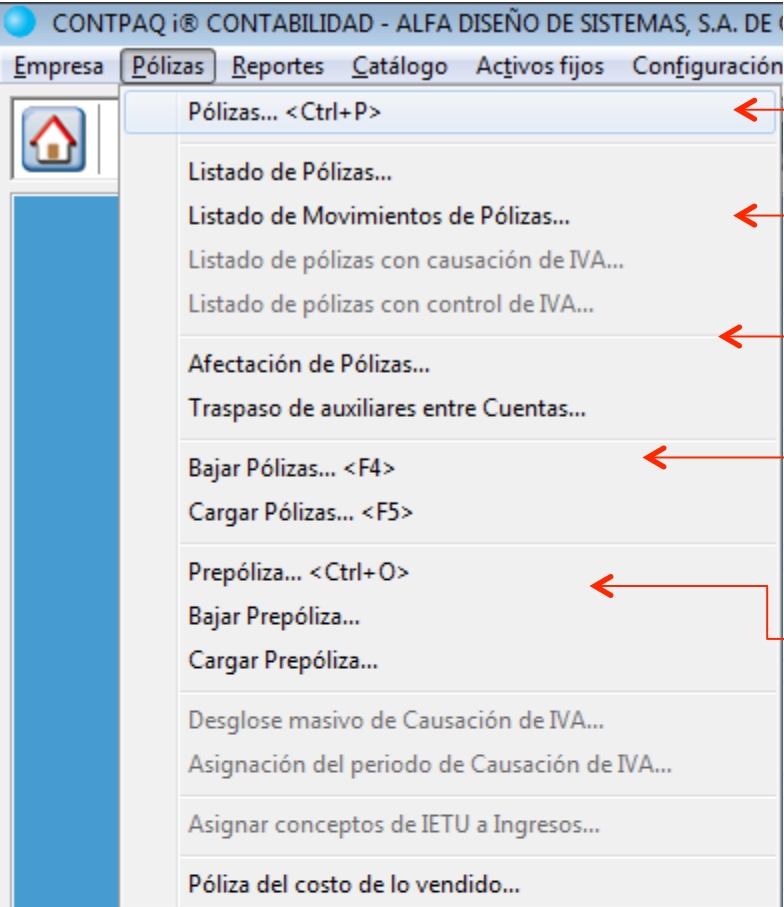 CONTPAQ i® CONTABILIDAD - ALFA DISEÑO DE SISTEMAS, S.A. DE
Empresa Pólizas Reportes Catálogo Activos fijos Configuración
Pólizas... <Ctrl+P>
Listado de Pólizas...
Listado de Movimientos de Pólizas...
Listado de pólizas con causación de IVA...
Listado de pólizas con control de IVA...
Afectación de Pólizas...
Traspaso de auxiliares entre Cuentas...
Bajar Pólizas... <F4>
Cargar Pólizas... <F5>
Prepóliza... <Ctrl+O>
Bajar Prepóliza...
Cargar Prepóliza...
Desglose masivo de Causación de IVA...
Asignación del periodo de Causación de IVA...
Asignar conceptos de IETU a Ingresos...
Póliza del costo de lo vendido...